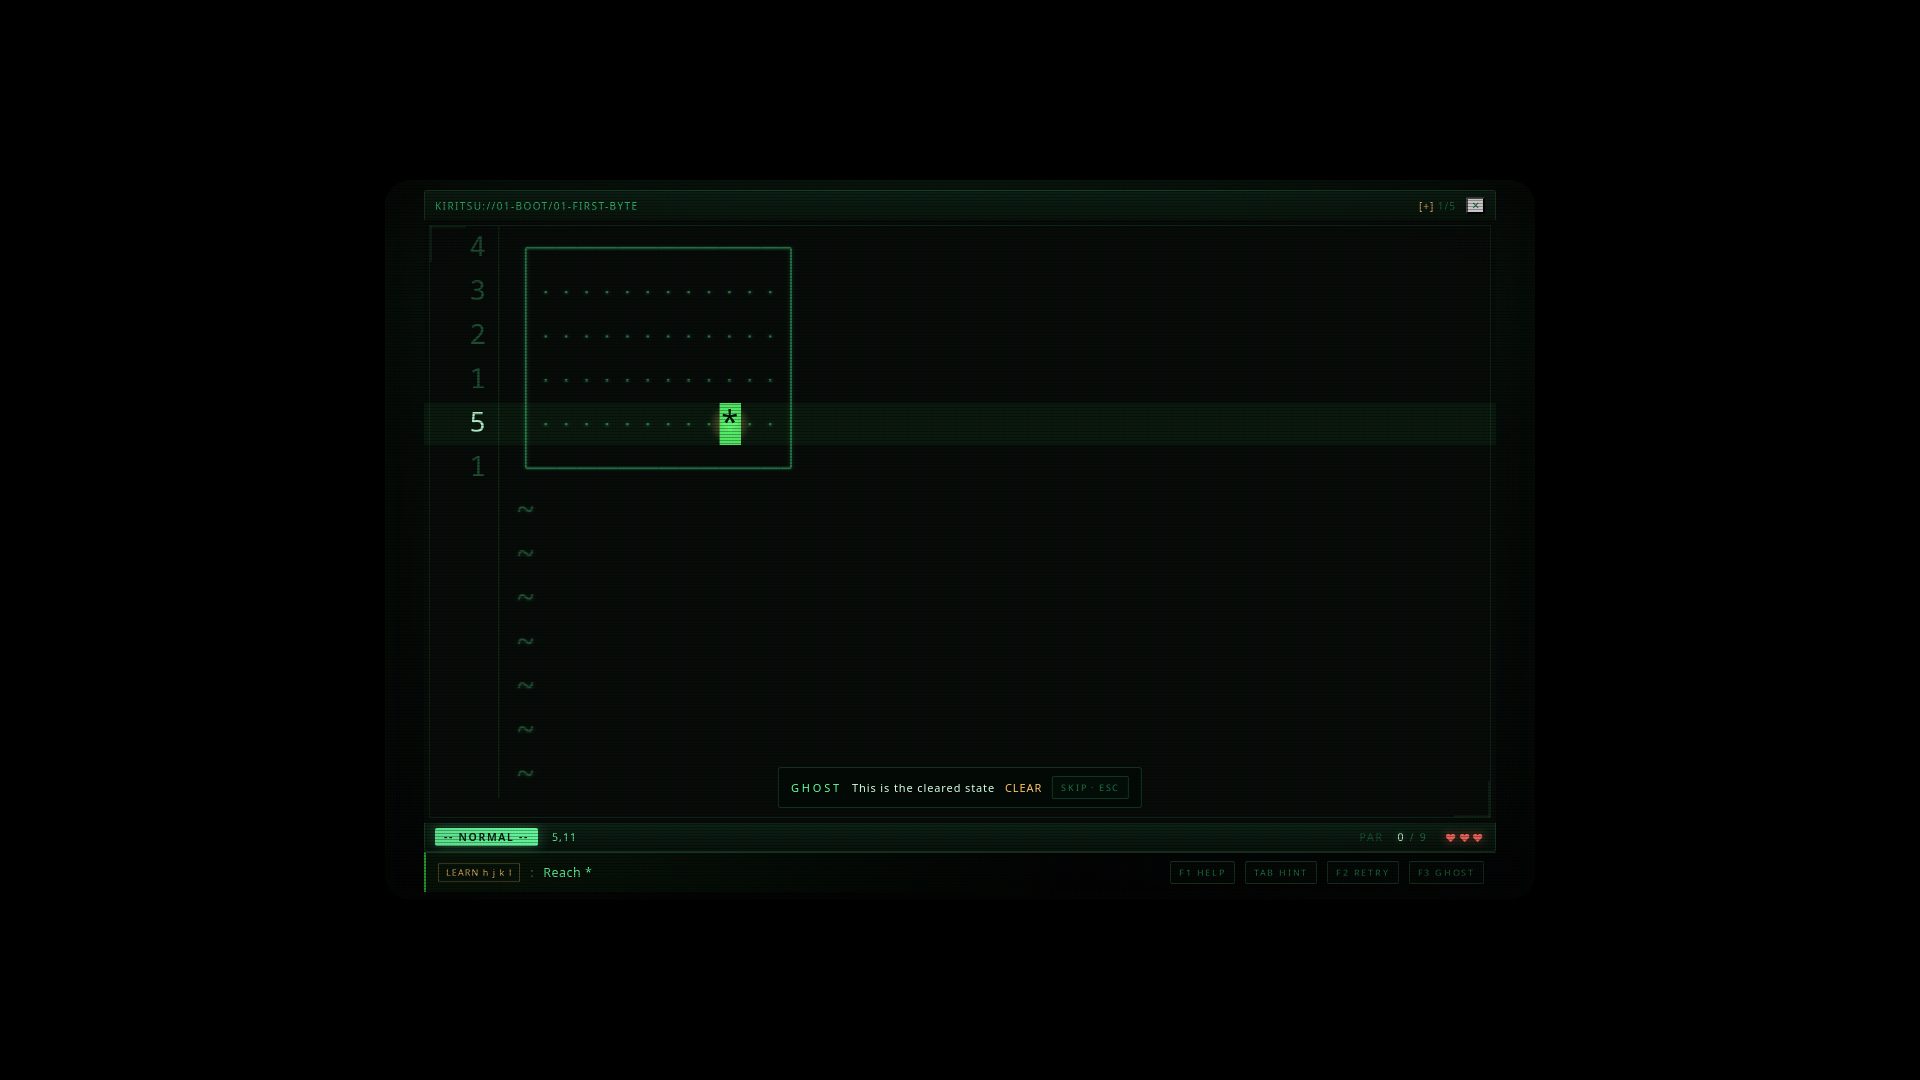 KIRITSU://01-BOOT/01-FIRST-BYTE [+] 1/5 ×
4
3 · · · · · · · · · · · ·
2 · · · · · · · · · · · ·
1 · · · · · · · · · · · ·
5 · · · · · · · · · * · ·
1
~
~
~
~
~
~
~
GHOST This is the cleared state CLEAR SKIP · ESC
-- NORMAL -- 5,11 PAR 0 / 9 ♥♥♥
LEARN h j k l : Reach * F1 HELP TAB HINT F2 RETRY F3 GHOST